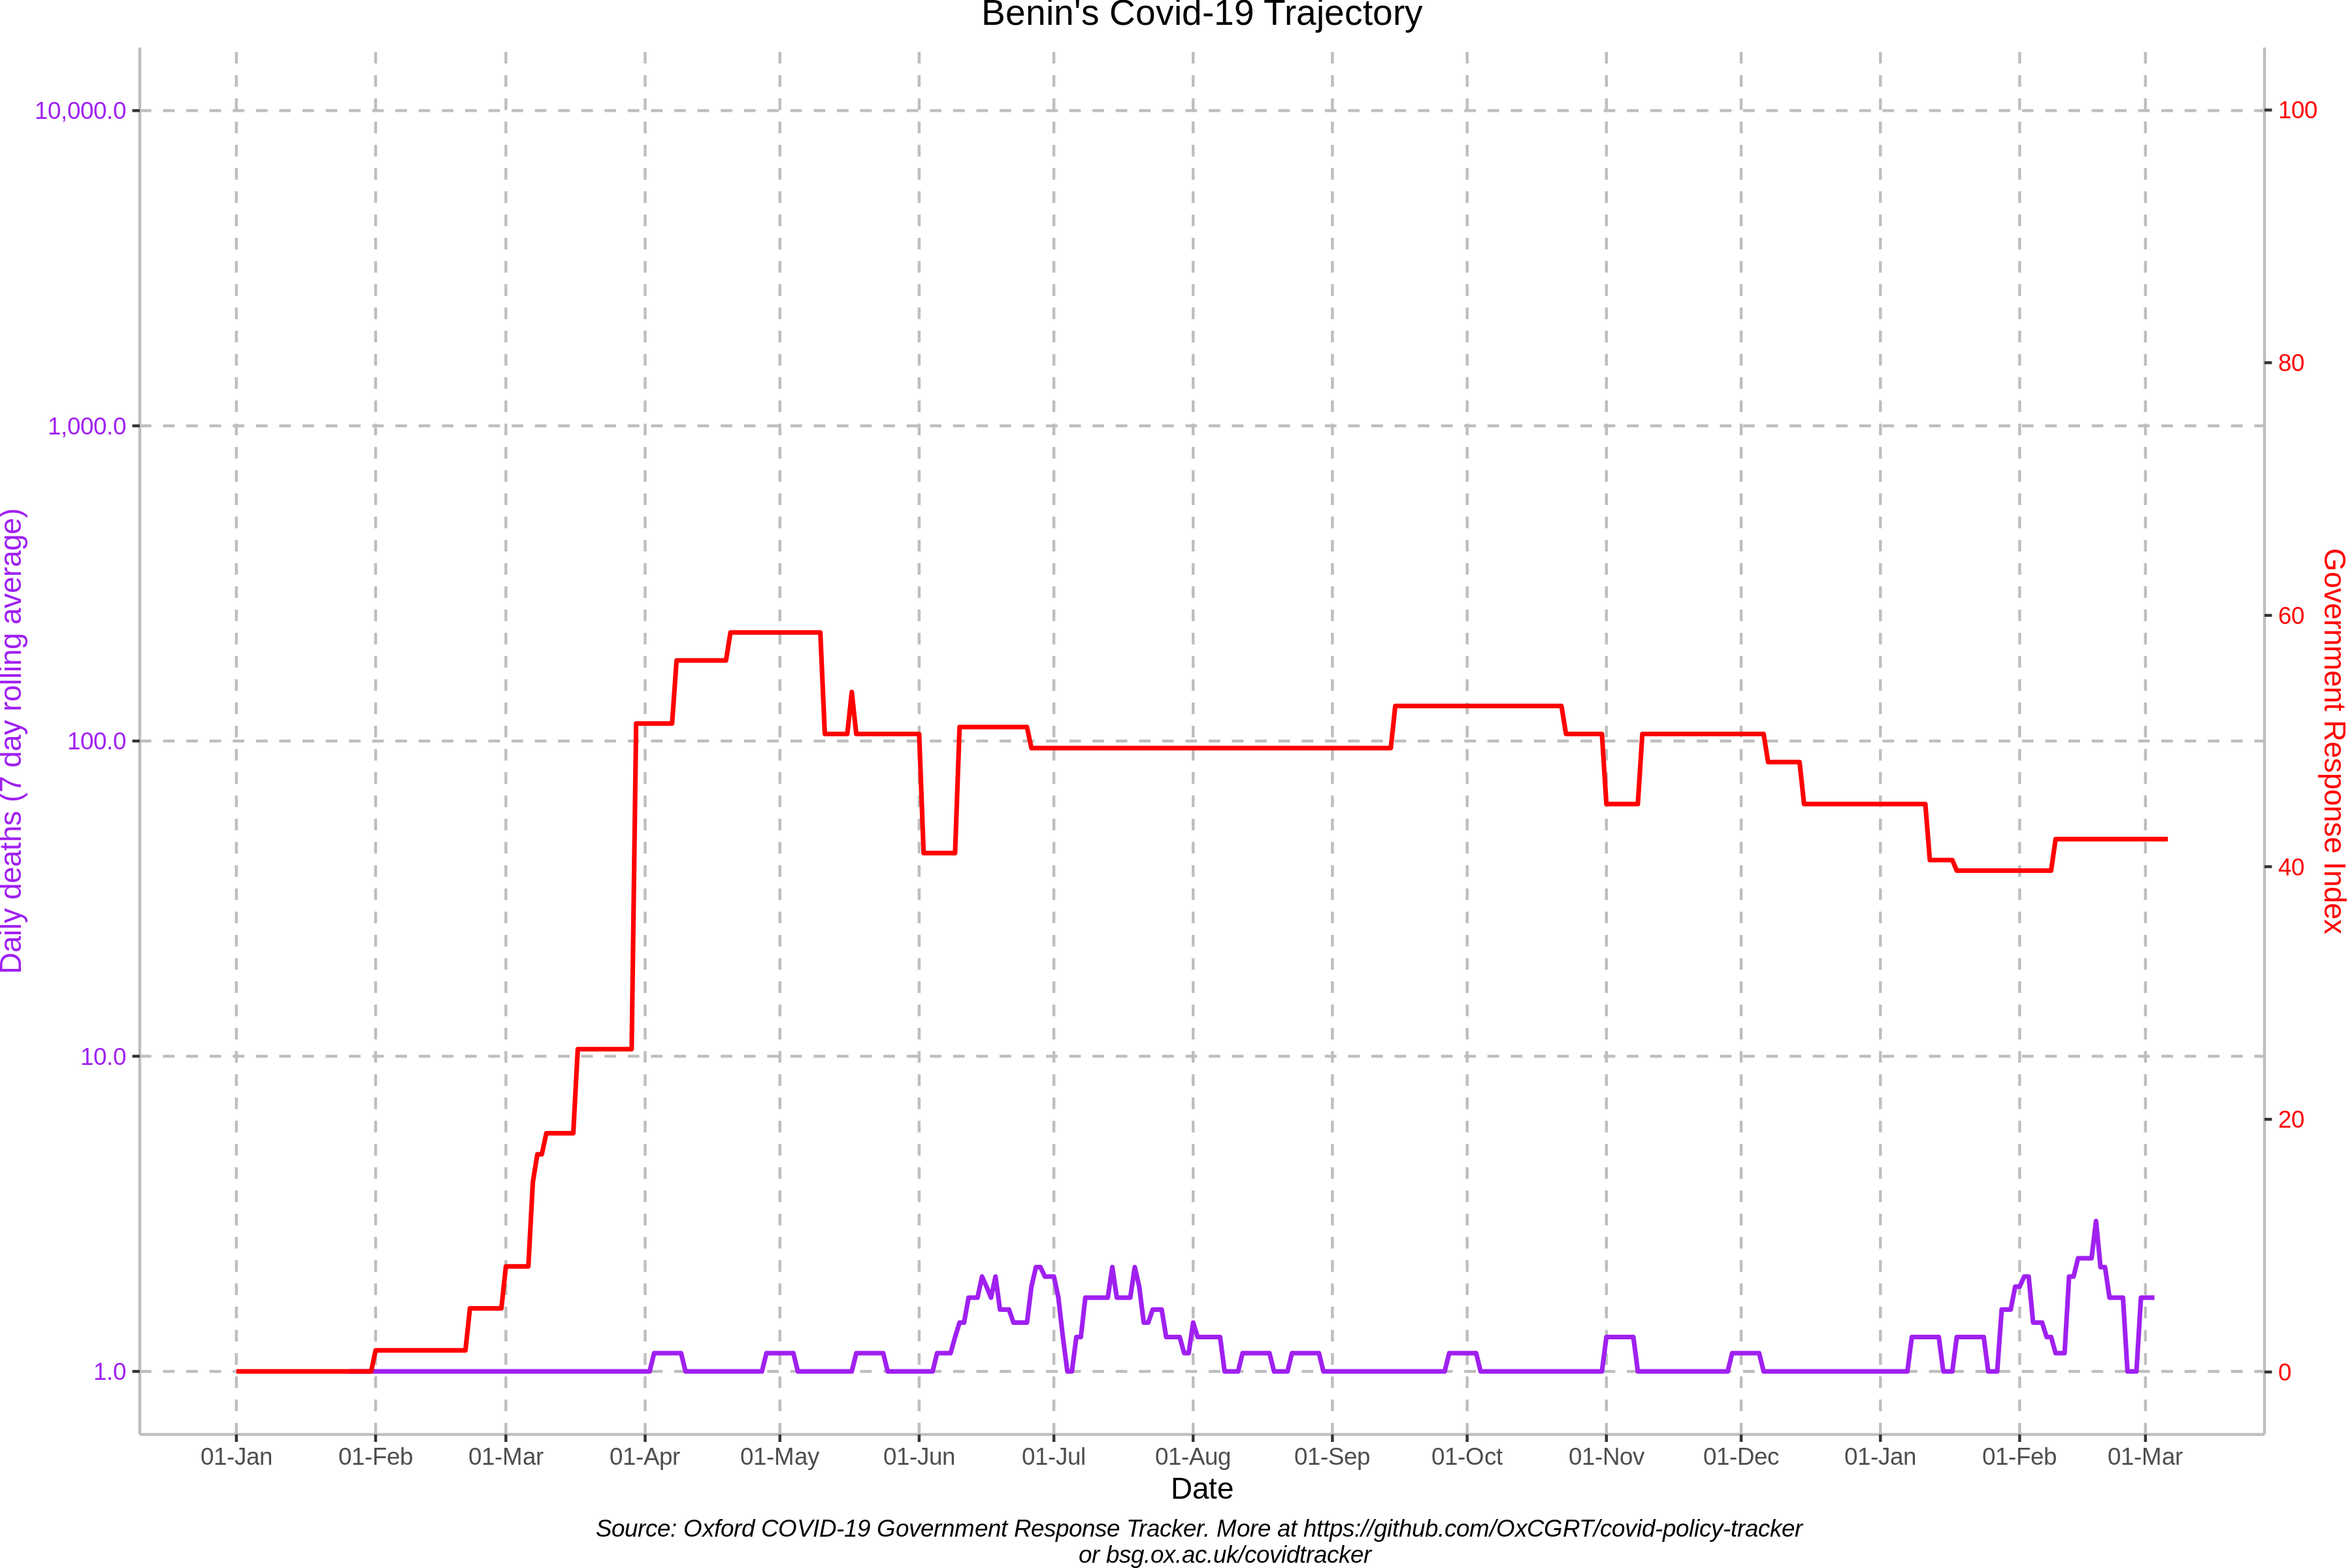 Benin's Covid-19 Trajectory
10,000.0
1,000.0
100.0
10.0
1.0
Daily deaths (7 day rolling average)
100
80
60
40
20
0
Government Response Index
01-Jan 01-Feb 01-Mar 01-Apr 01-May 01-Jun 01-Jul 01-Aug 01-Sep 01-Oct 01-Nov 01-Dec 01-Jan 01-Feb 01-Mar
Date
Source: Oxford COVID-19 Government Response Tracker. More at https://github.com/OxCGRT/covid-policy-tracker
or bsg.ox.ac.uk/covidtracker